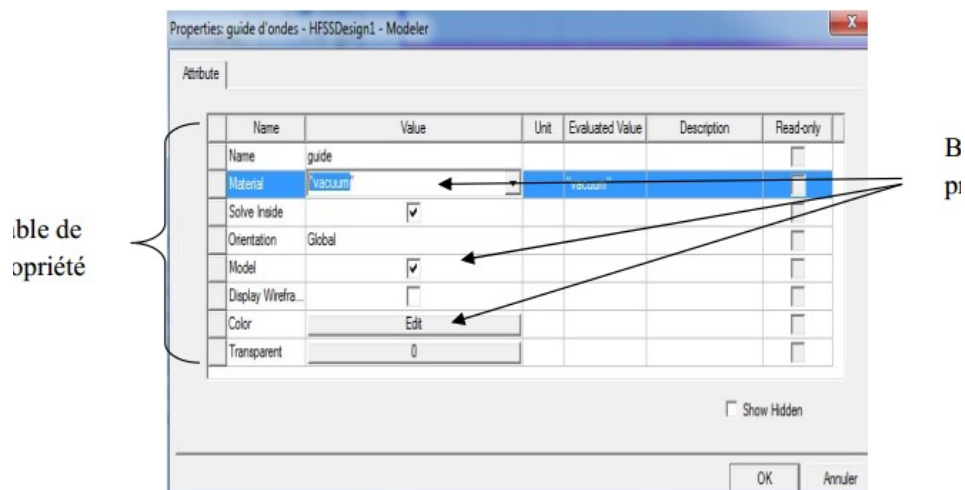 Properties: guide d'ondes - HFSSDesign1 - Modeler
X
Attribute
Name Value Unit Evaluated Value Description Read-only
Name guide
Material "vacuum" "vacuum"
Solve Inside
Orientation Global
Model
Display Wirefra...
Color Edit
Transparent 0
able de
opriété
B
pr
Show Hidden
OK Annuler